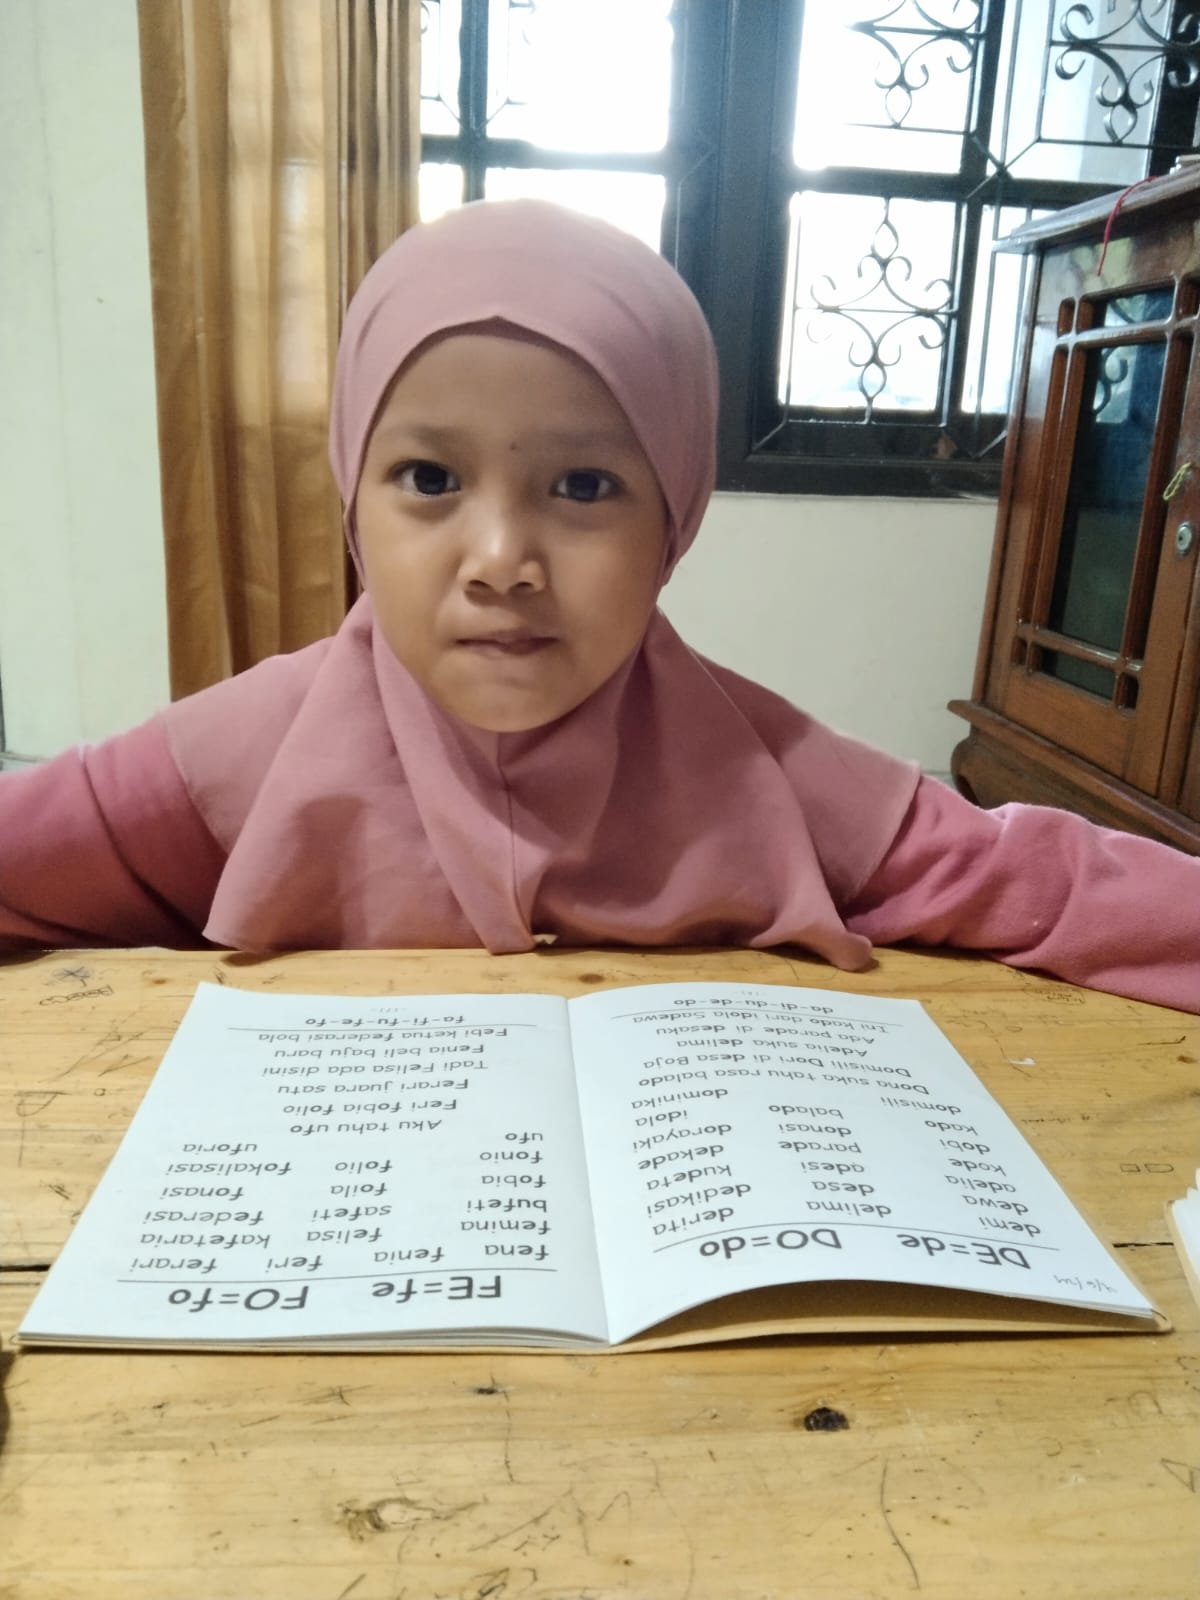 DE=de DO=do
demi delima derita
dewa desa dedikasi
adelia adesi kudeta
kode parade dekade
dobi donasi dorayaki
kado balado idola
domisili dominika
Dona suka tahu rasa balado
Domisili Dori di desa Boja
Adelia suka delima
Ada parade di desaku
Ini kado dari idola Sadewa
da-di-du-de-do
FE=fe FO=fo
fena fenia feri ferari
femina felisa kafetaria
bufeti safeti federasi
fobia foila fonasi
fonio folio fokalisasi
ufo uforia
Aku tahu ufo
Feri fobia folio
Ferari juara satu
Tadi Felisa ada disini
Fenia beli baju baru
Febi ketua federasi bola
fa-fi-fu-fe-fo